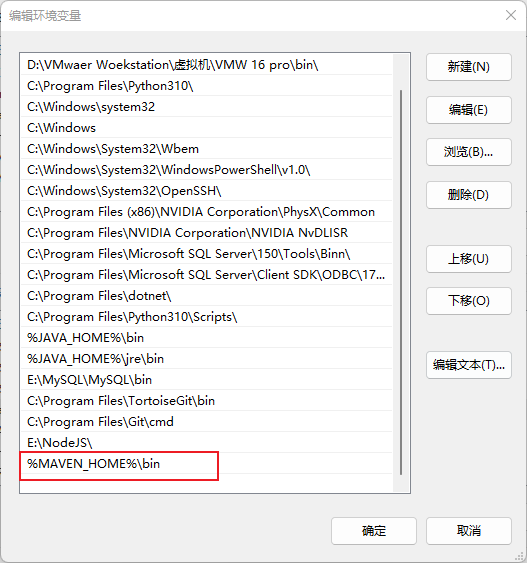 编辑环境变量
D:\VMwaer Woekstation\虚拟机\VMW 16 pro\bin\
C:\Program Files\Python310\
C:\Windows\system32
C:\Windows
C:\Windows\System32\Wbem
C:\Windows\System32\WindowsPowerShell\v1.0\
C:\Windows\System32\OpenSSH\
C:\Program Files (x86)\NVIDIA Corporation\PhysX\Common
C:\Program Files\NVIDIA Corporation\NVIDIA NvDLISR
C:\Program Files\Microsoft SQL Server\150\Tools\Binn\
C:\Program Files\Microsoft SQL Server\Client SDK\ODBC\17...
C:\Program Files\dotnet\
C:\Program Files\Python310\Scripts\
%JAVA_HOME%\bin
%JAVA_HOME%\jre\bin
E:\MySQL\MySQL\bin
C:\Program Files\TortoiseGit\bin
C:\Program Files\Git\cmd
E:\NodeJS\
%MAVEN_HOME%\bin
新建(N)
编辑(E)
浏览(B)...
删除(D)
上移(U)
下移(O)
编辑文本(T)...
确定
取消